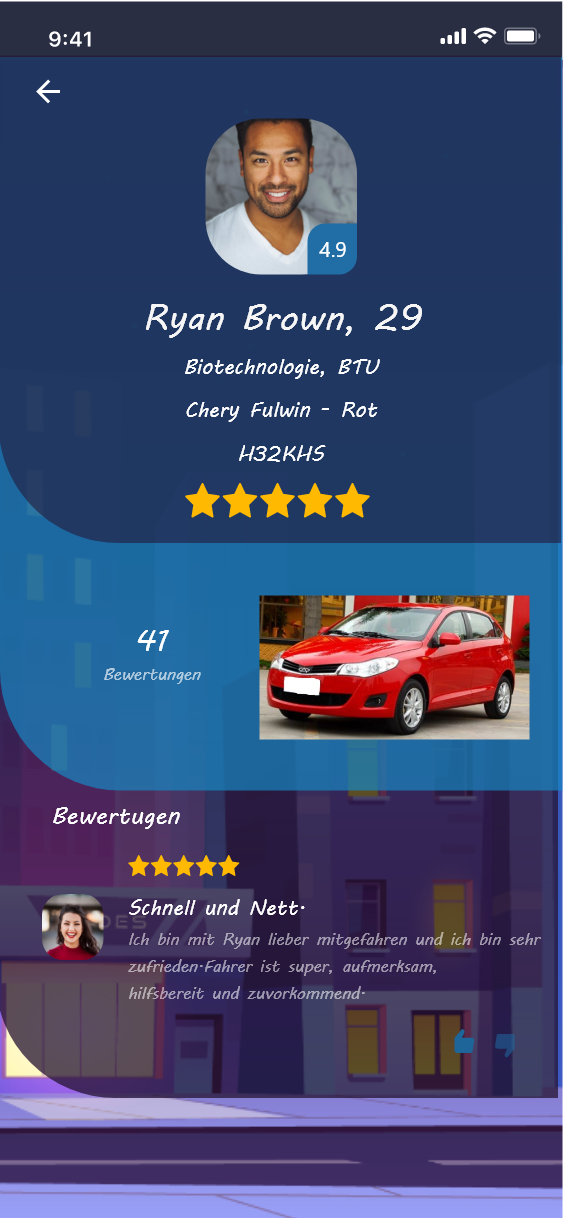 9:41
4.9
Ryan Brown, 29
Biotechnologie, BTU
Chery Fulwin - Rot
H32KHS
41
Bewertungen
Bewertugen
Schnell und Nett.
Ich bin mit Ryan lieber mitgefahren und ich bin sehr
zufrieden.Fahrer ist super, aufmerksam,
hilfsbereit und zuvorkommend.